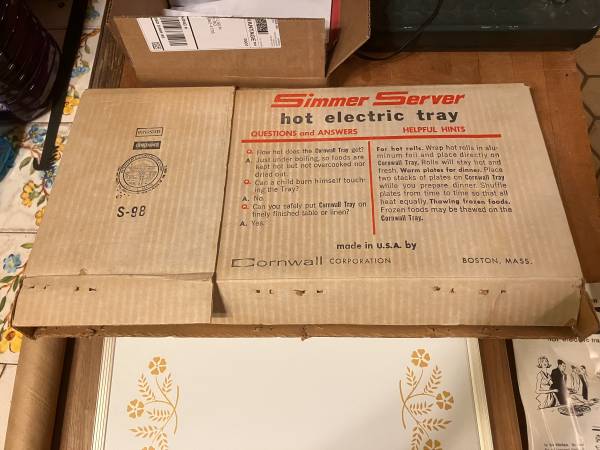 Simmer Server
hot electric tray
QUESTIONS and ANSWERS
Q. How hot does the Cornwall Tray get?
A. Just under boiling, so foods are
kept hot but not overcooked nor
dried out.
Q. Can a child burn himself touch-
ing the Tray?
A. No.
Q. Can you safely put Cornwall Tray on
finely finished table or linen?
A. Yes.
HELPFUL HINTS
For hot rolls. Wrap hot rolls in alu-
minum foil and place directly on
Cornwall Tray. Rolls will stay hot and
fresh. Warm plates for dinner. Place
two stacks of plates on Cornwall Tray
while you prepare dinner. Shuffle
plates from time to time so that all
heat equally. Thawing frozen foods.
Frozen foods may be thawed on the
Cornwall Tray.
made in U.S.A. by
Cornwall CORPORATION
BOSTON, MASS.
S-98
hot electric tra